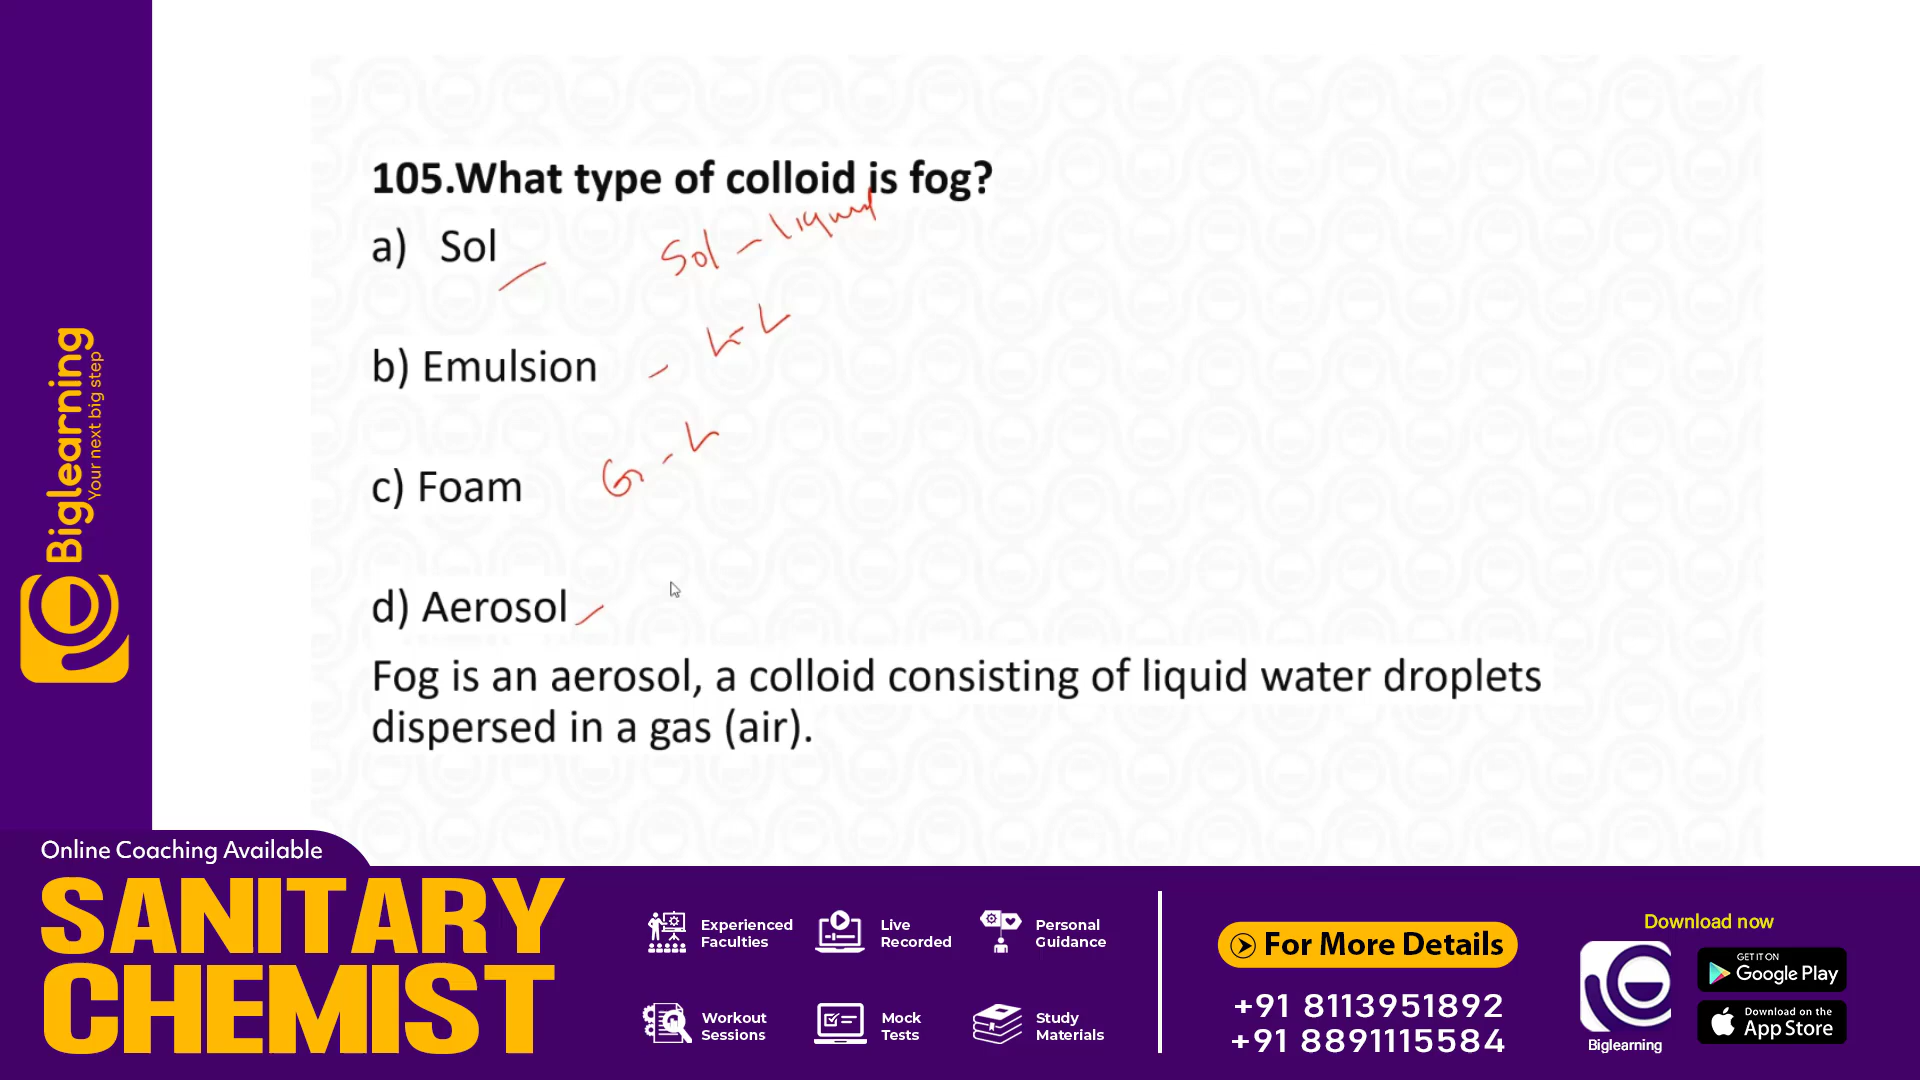 105.What type of colloid is fog?
a) Sol
Sol - liquid
b) Emulsion - L - L
c) Foam G - L
d) Aerosol
Fog is an aerosol, a colloid consisting of liquid water droplets
dispersed in a gas (air).
Biglearning
Your next big step
Online Coaching Available
SANITARY
CHEMIST
Experienced
Faculties
Live
Recorded
Personal
Guidance
Workout
Sessions
Mock
Tests
Study
Materials
For More Details
+91 8113951892
+91 8891115584
Download now
Biglearning
GET IT ON
Google Play
Download on the
App Store